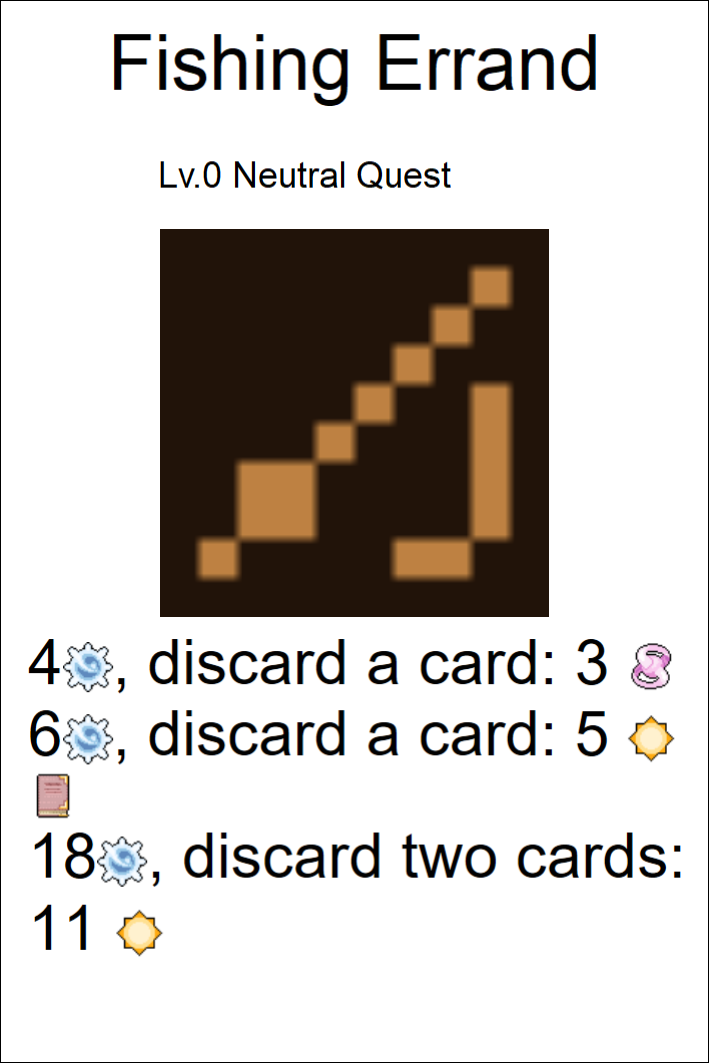 Fishing Errand
Lv.0 Neutral Quest
4, discard a card: 3
6, discard a card: 5
18, discard two cards:
11